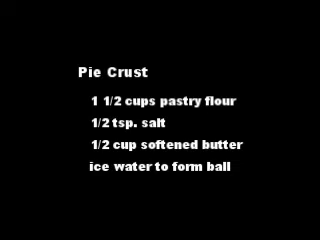 Pie Crust
1 1/2 cups pastry flour
1/2 tsp. salt
1/2 cup softened butter
ice water to form ball